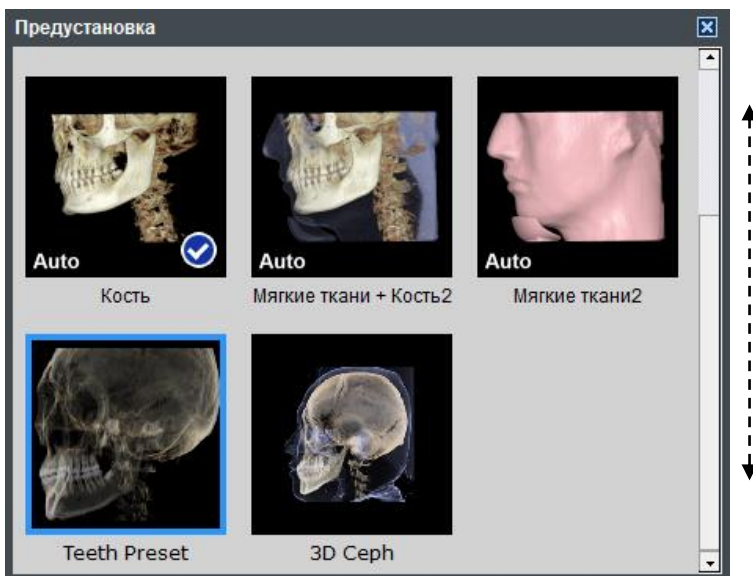 Предустановка
Auto
Auto
Auto
Кость
Мягкие ткани + Кость2
Мягкие ткани2
Teeth Preset
3D Ceph